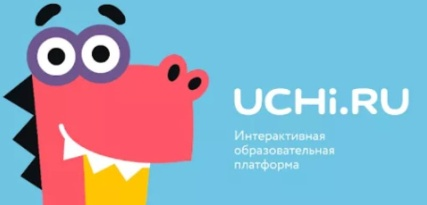 UCHi.RU
Интерактивная
образовательная
платформа